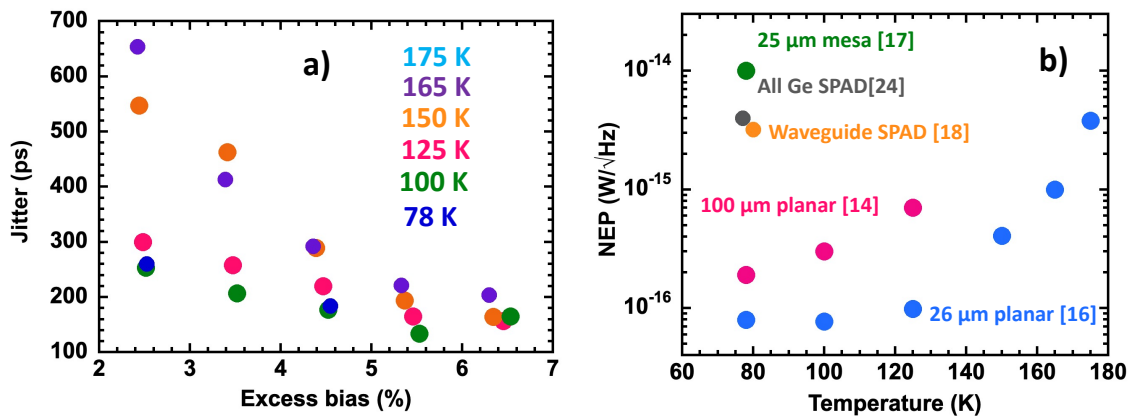 a)
175 K
165 K
150 K
125 K
100 K
78 K
700
600
500
400
300
200
100
2 3 4 5 6 7
Jitter (ps)
Excess bias (%)
b)
25 µm mesa [17]
All Ge SPAD[24]
Waveguide SPAD [18]
100 µm planar [14]
26 µm planar [16]
10-14
10-15
10-16
60 80 100 120 140 160 180
NEP (W/√Hz)
Temperature (K)